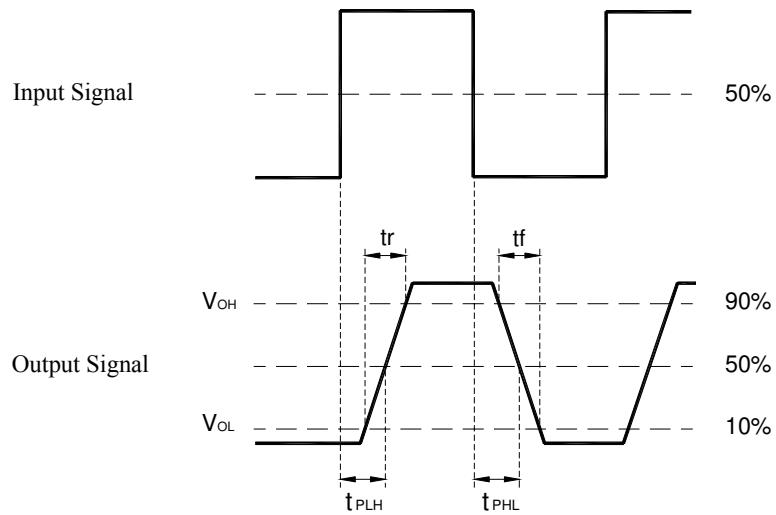 Input Signal
50%
tr
tf
VOH
90%
Output Signal
50%
VOL
10%
tPLH
tPHL